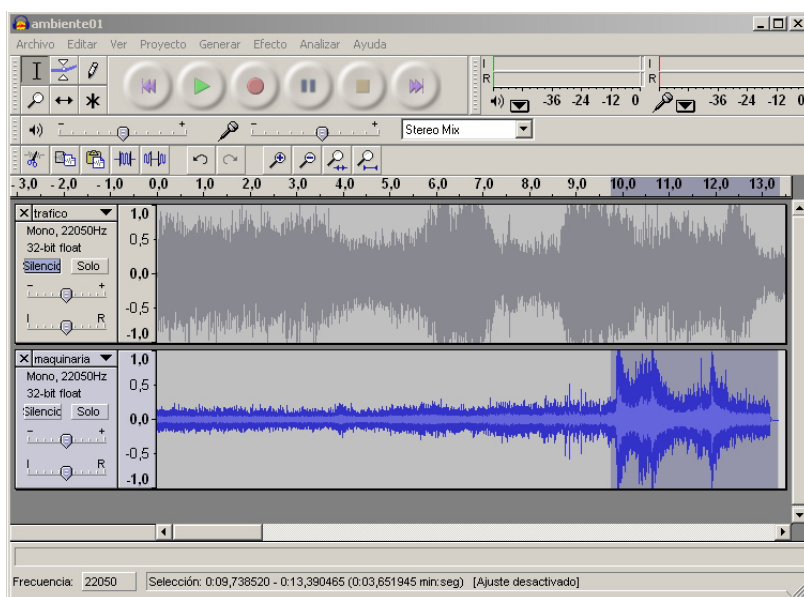 ambiente01
Archivo Editar Ver Proyecto Generar Efecto Analizar Ayuda
I
R
I
R
-36 -24 -12 0
-36 -24 -12 0
- + - + Stereo Mix
- 3,0 - 2,0 - 1,0 0,0 1,0 2,0 3,0 4,0 5,0 6,0 7,0 8,0 9,0 10,0 11,0 12,0 13,0
X trafico
Mono, 22050Hz
32-bit float
Silencic Solo
- +
I R
1,0
0,5
0,0
-0,5
-1,0
X maquinaria
Mono, 22050Hz
32-bit float
Silencic Solo
- +
I R
1,0
0,5
0,0
-0,5
-1,0
Frecuencia: 22050 Selección: 0:09,738520 - 0:13,390465 (0:03,651945 min:seg) [Ajuste desactivado]